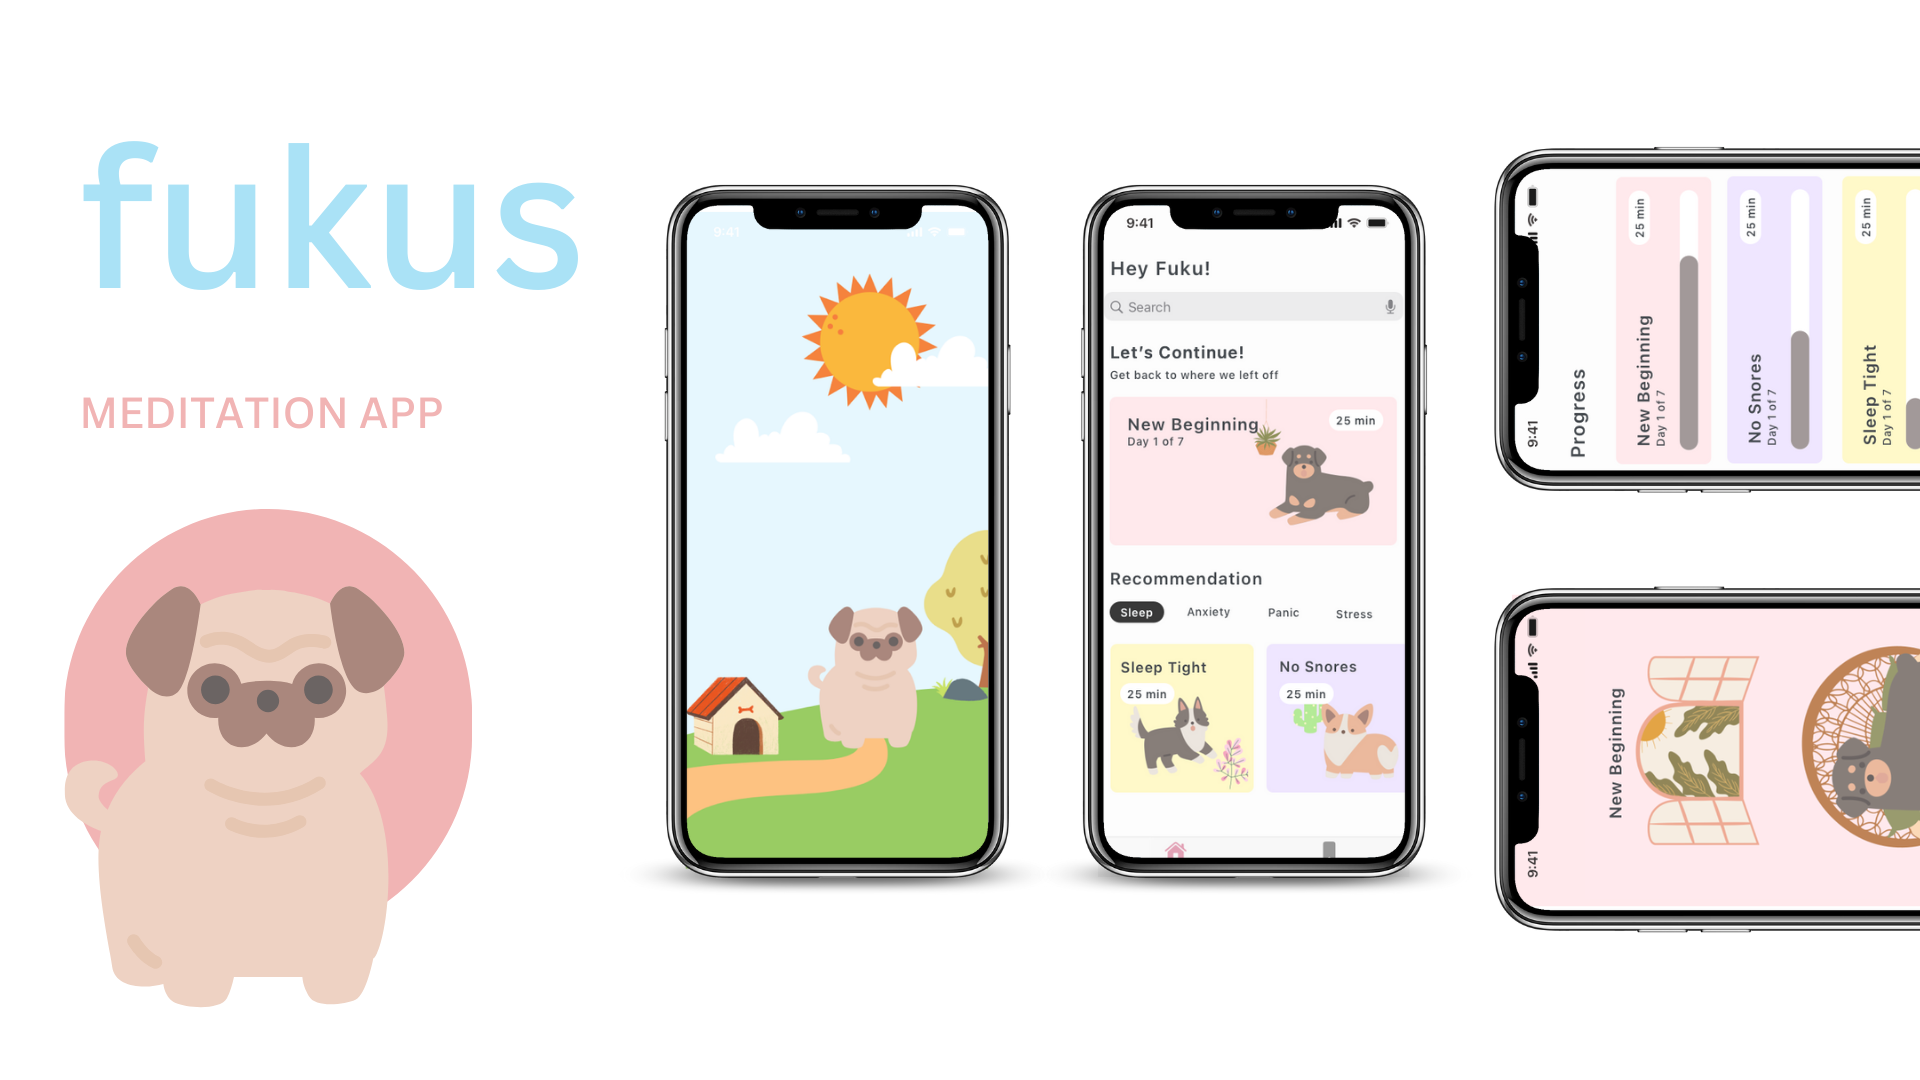 fukus
MEDITATION APP
9:41
9:41
Hey Fuku!
Search
Let's Continue!
Get back to where we left off
New Beginning
Day 1 of 7
25 min
Recommendation
Sleep
Anxiety
Panic
Stress
Sleep Tight
25 min
No Snores
25 min
9:41
Progress
New Beginning
Day 1 of 7
25 min
No Snores
Day 1 of 7
25 min
Sleep Tight
Day 1 of 7
25 min
9:41
New Beginning